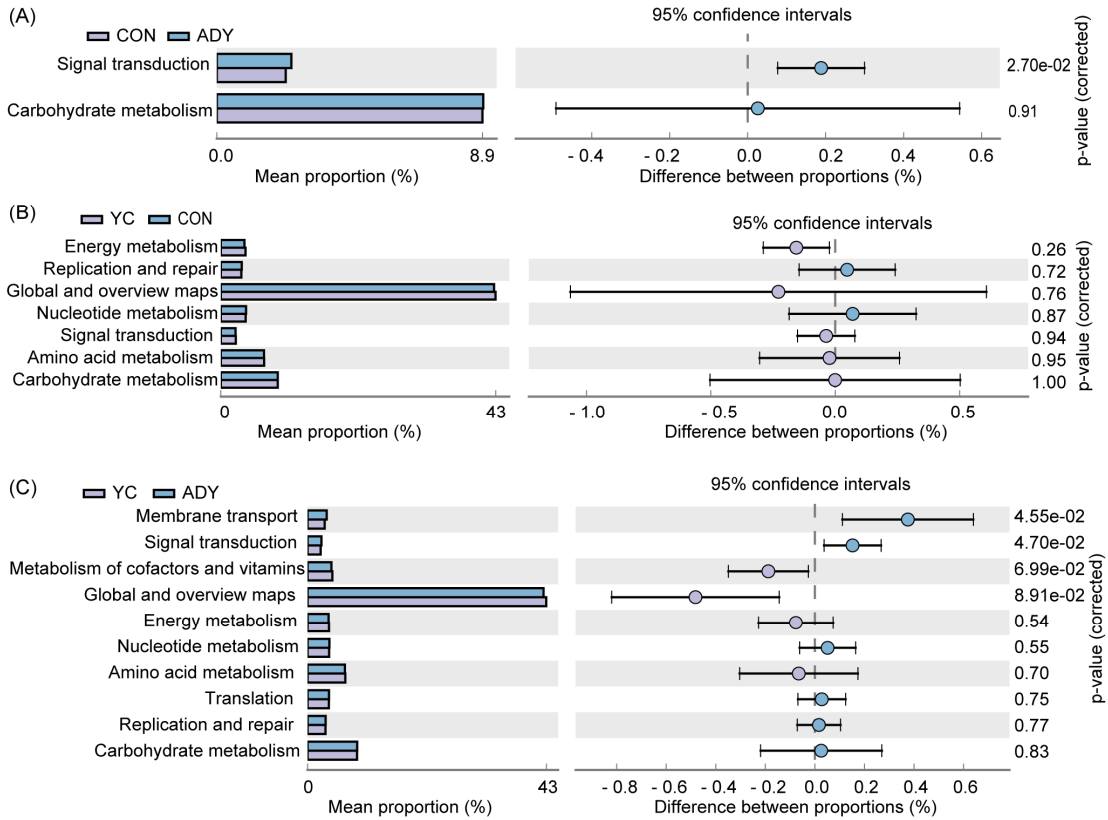 (A)
95% confidence intervals
CON ADY
Signal transduction
2.70e-02
Carbohydrate metabolism
0.91
p-value (corrected)
0.0 8.9
- 0.4 - 0.2 0.0 0.2 0.4 0.6
Mean proportion (%)
Difference between proportions (%)
(B)
YC CON
95% confidence intervals
Energy metabolism
0.26
Replication and repair
0.72
Global and overview maps
0.76
Nucleotide metabolism
0.87
Signal transduction
0.94
Amino acid metabolism
0.95
Carbohydrate metabolism
1.00
p-value (corrected)
0 43
- 1.0 - 0.5 0.0 0.5
Mean proportion (%)
Difference between proportions (%)
(C)
YC ADY
95% confidence intervals
Membrane transport
4.55e-02
Signal transduction
4.70e-02
Metabolism of cofactors and vitamins
6.99e-02
Global and overview maps
8.91e-02
Energy metabolism
0.54
Nucleotide metabolism
0.55
Amino acid metabolism
0.70
Translation
0.75
Replication and repair
0.77
Carbohydrate metabolism
0.83
p-value (corrected)
0 43
- 0.8 - 0.6 - 0.4 - 0.2 0.0 0.2 0.4 0.6
Mean proportion (%)
Difference between proportions (%)